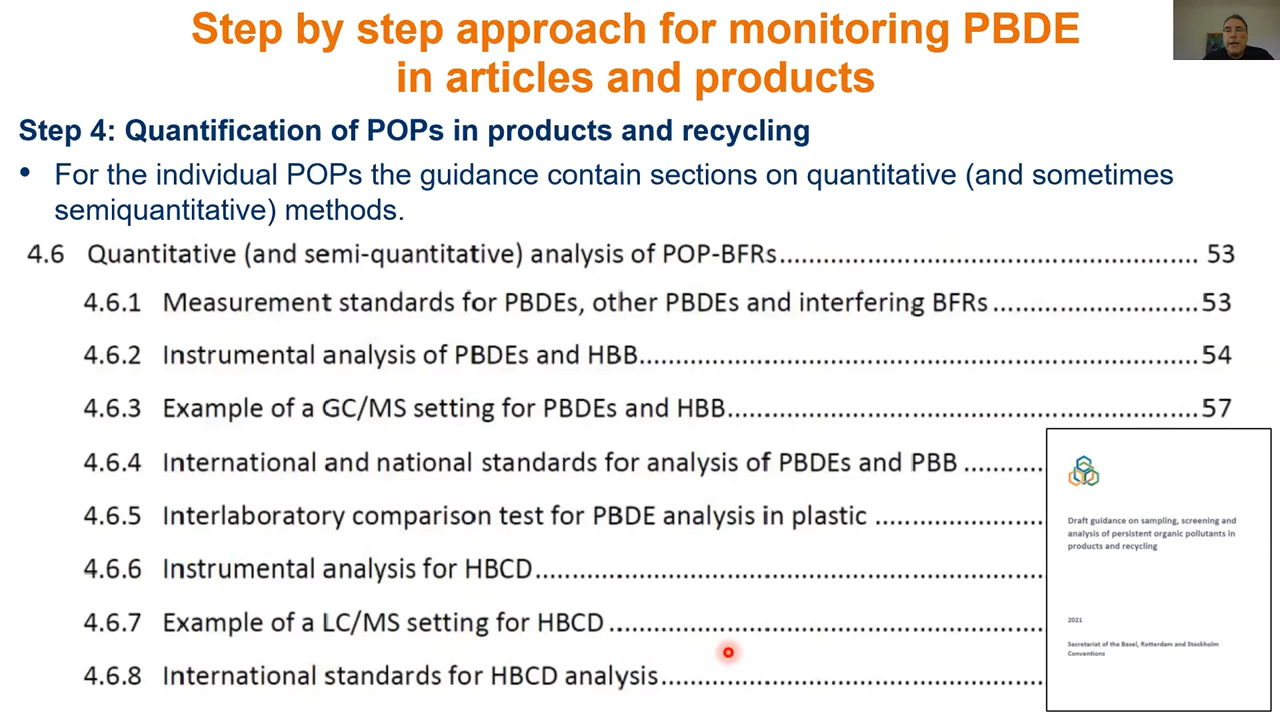 Step by step approach for monitoring PBDE
in articles and products
Step 4: Quantification of POPs in products and recycling
• For the individual POPs the guidance contain sections on quantitative (and sometimes
semiquantitative) methods.
4.6 Quantitative (and semi-quantitative) analysis of POP-BFRs.......... 53
4.6.1 Measurement standards for PBDEs, other PBDEs and interfering BFRs.......... 53
4.6.2 Instrumental analysis of PBDEs and HBB.......... 54
4.6.3 Example of a GC/MS setting for PBDEs and HBB.......... 57
4.6.4 International and national standards for analysis of PBDEs and PBB ..........
4.6.5 Interlaboratory comparison test for PBDE analysis in plastic ..........
4.6.6 Instrumental analysis for HBCD..........
4.6.7 Example of a LC/MS setting for HBCD ..........
4.6.8 International standards for HBCD analysis..........
Draft guidance on sampling, screening and
analysis of persistent organic pollutants in
products and recycling
2021
Secretariat of the Basel, Rotterdam and Stockholm
Conventions